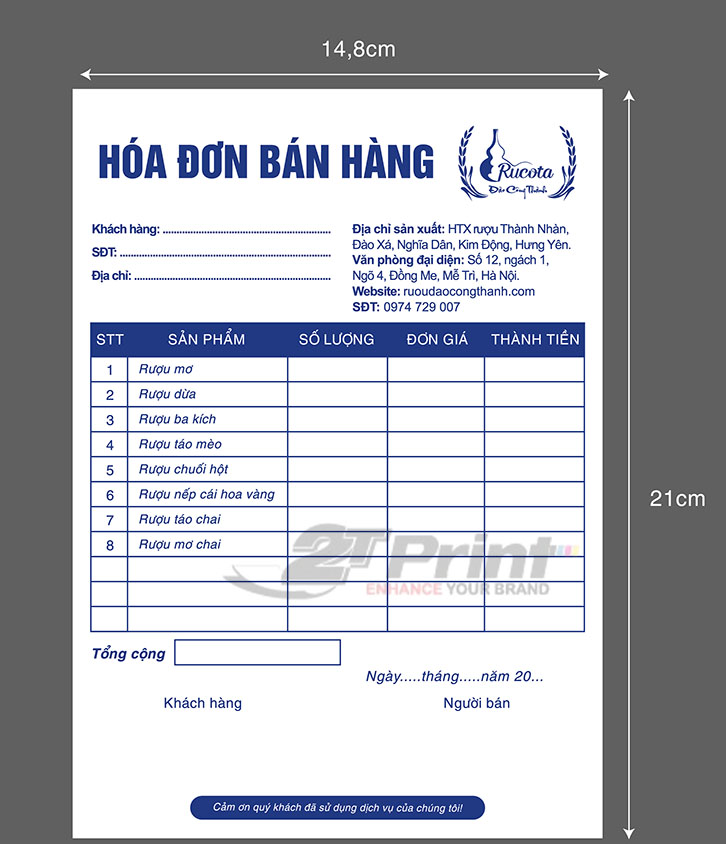 14,8cm
HÓA ĐƠN BÁN HÀNG
Rucota
Đào Công Thành
Khách hàng: ..........................................................
SĐT: ........................................................................
Địa chỉ: ...................................................................
Địa chỉ sản xuất: HTX rượu Thành Nhàn,
Đào Xá, Nghĩa Dân, Kim Động, Hưng Yên.
Văn phòng đại diện: Số 12, ngách 1,
Ngõ 4, Đồng Me, Mễ Trì, Hà Nội.
Website: ruoudaocongthanh.com
SĐT: 0974 729 007
STT SẢN PHẨM SỐ LƯỢNG ĐƠN GIÁ THÀNH TIỀN
1 Rượu mơ
2 Rượu dừa
3 Rượu ba kích
4 Rượu táo mèo
5 Rượu chuối hột
6 Rượu nếp cái hoa vàng
7 Rượu táo chai
8 Rượu mơ chai
2T Print
ENHANCE YOUR BRAND
21cm
Tổng cộng
Ngày.....tháng.....năm 20...
Khách hàng Người bán
Cảm ơn quý khách đã sử dụng dịch vụ của chúng tôi!